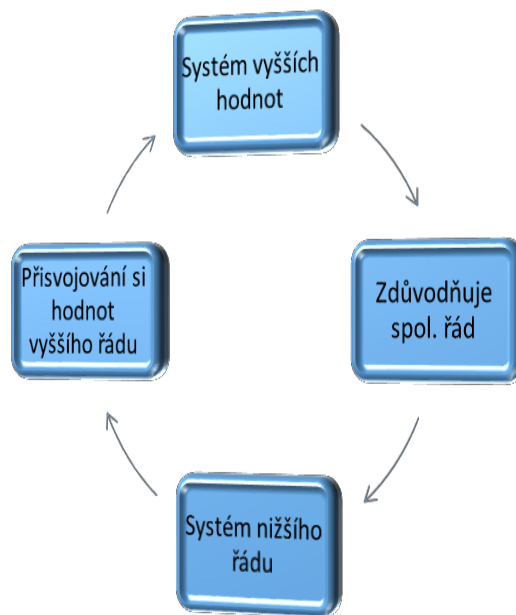 Systém vyšších
hodnot
Zdůvodňuje
spol. řád
Systém nižšího
řádu
Přisvojování si
hodnot
vyššího řádu